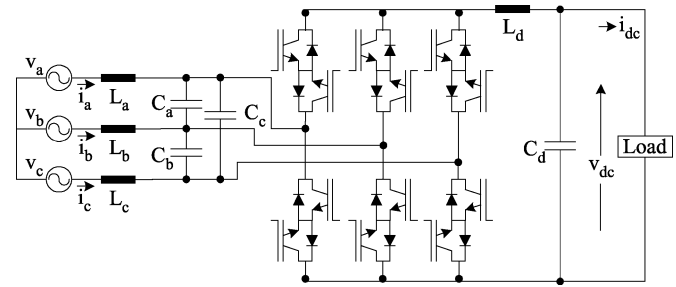 L_d
i_dc
v_a
i_a
L_a
C_a
C_c
v_b
i_b
L_b
C_b
v_c
i_c
L_c
C_d
v_dc
Load